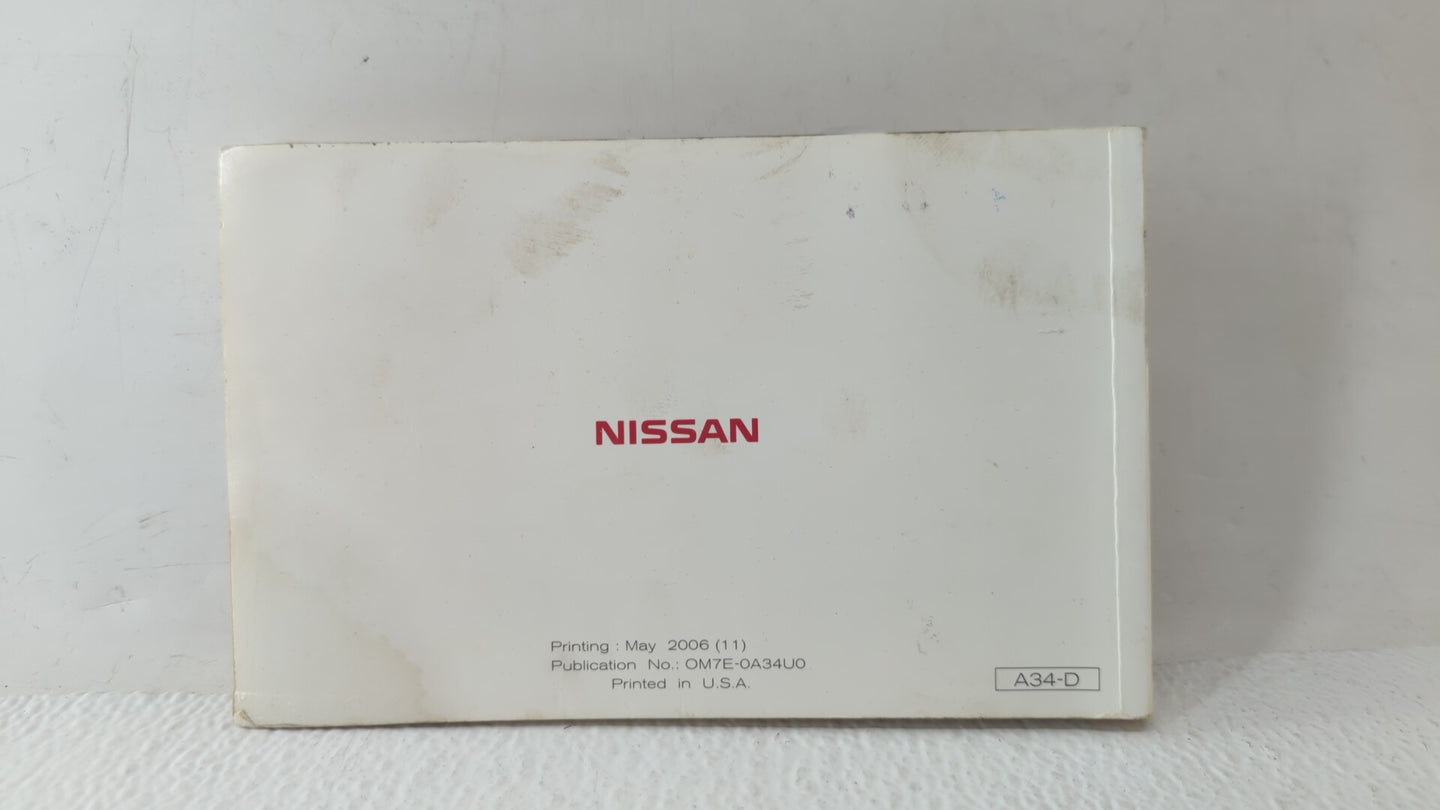 NISSAN
Printing : May 2006 (11)
Publication No.: OM7E-0A34U0
Printed in U.S.A.
A34-D